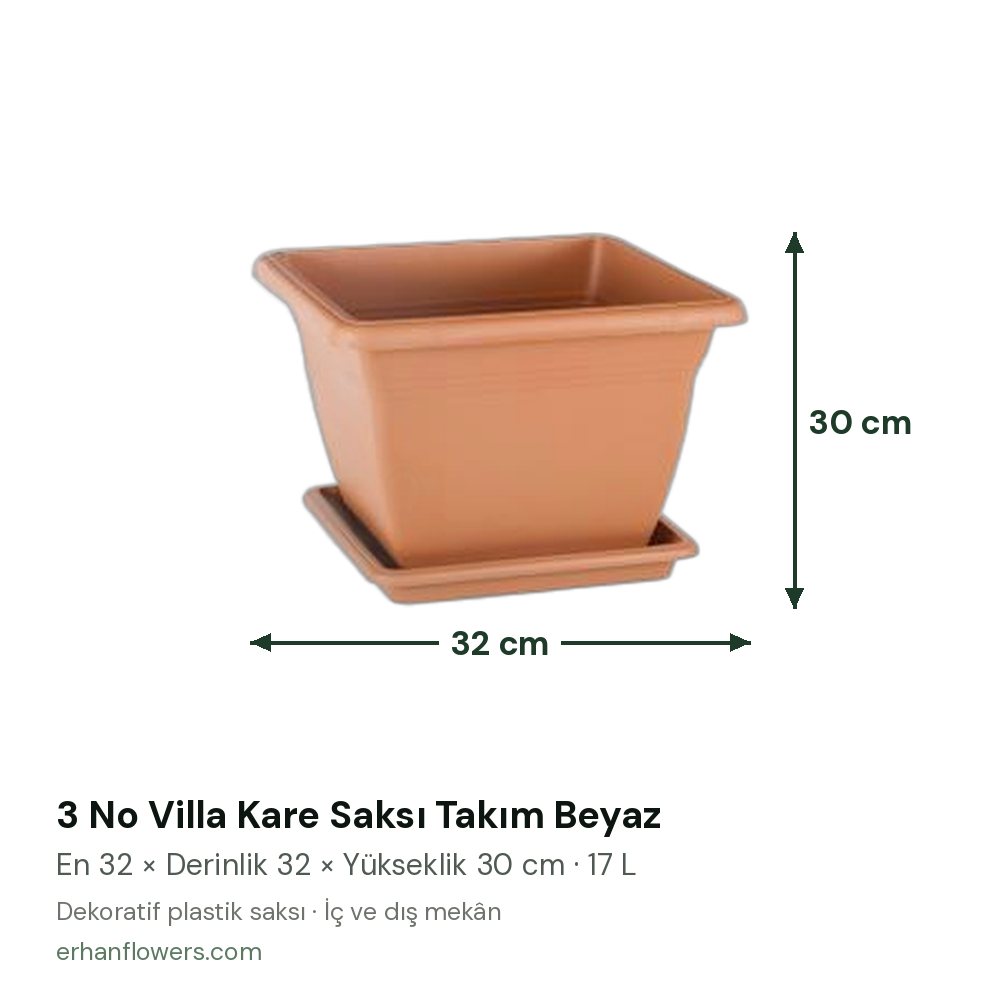 30 cm
32 cm
3 No Villa Kare Saksı Takım Beyaz
En 32 × Derinlik 32 × Yükseklik 30 cm · 17 L
Dekoratif plastik saksı · İç ve dış mekân
erhanflowers.com